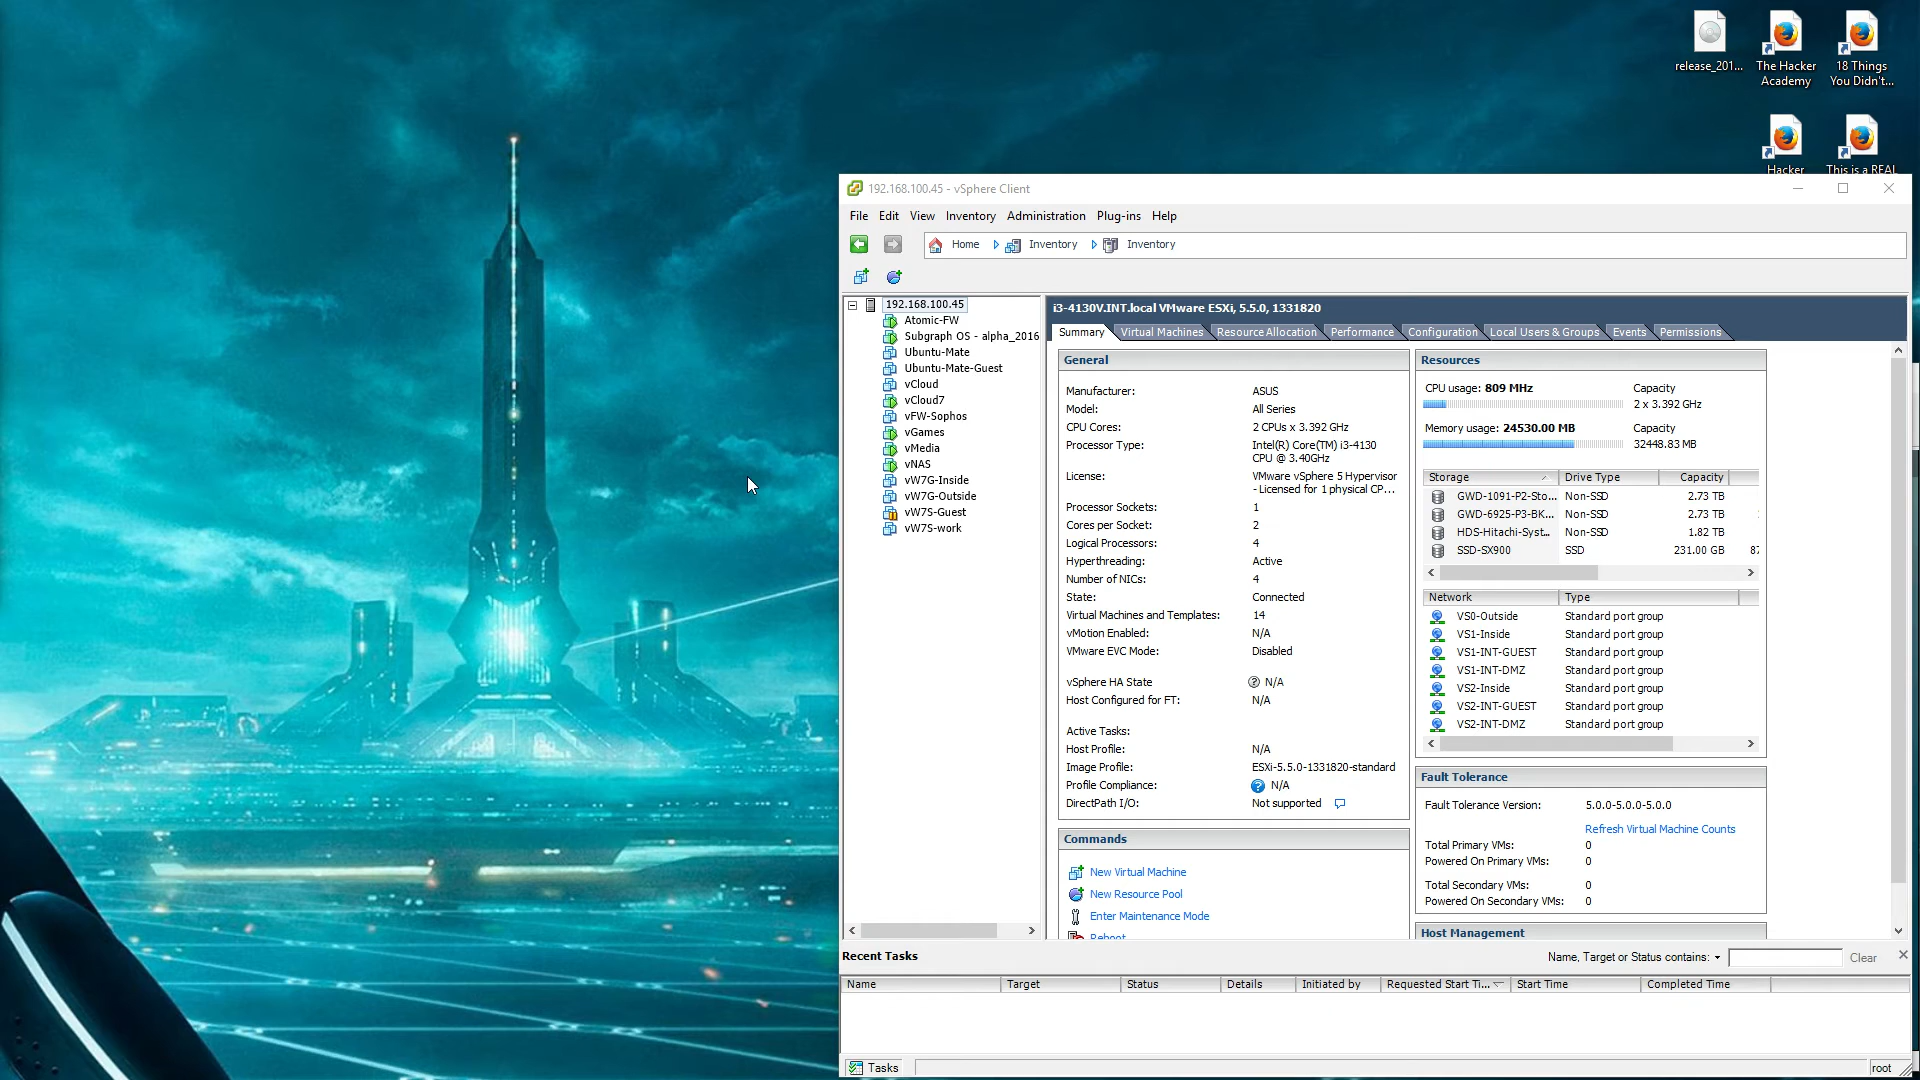 release_201...
The Hacker Academy
18 Things You Didn't...
Hacker
This is a REAL
192.168.100.45 - vSphere Client
File Edit View Inventory Administration Plug-ins Help
Home Inventory Inventory
192.168.100.45
Atomic-FW
Subgraph OS - alpha_2016
Ubuntu-Mate
Ubuntu-Mate-Guest
vCloud
vCloud7
vFW-Sophos
vGames
vMedia
vNAS
vW7G-Inside
vW7G-Outside
vW7S-Guest
vW7S-work
i3-4130V.INT.local VMware ESXi, 5.5.0, 1331820
Summary Virtual Machines Resource Allocation Performance Configuration Local Users & Groups Events Permissions
General
Manufacturer: ASUS
Model: All Series
CPU Cores: 2 CPUs x 3.392 GHz
Processor Type: Intel(R) Core(TM) i3-4130
CPU @ 3.40GHz
License: VMware vSphere 5 Hypervisor
- Licensed for 1 physical CP...
Processor Sockets: 1
Cores per Socket: 2
Logical Processors: 4
Hyperthreading: Active
Number of NICs: 4
State: Connected
Virtual Machines and Templates: 14
vMotion Enabled: N/A
VMware EVC Mode: Disabled
vSphere HA State N/A
Host Configured for FT: N/A
Active Tasks:
Host Profile: N/A
Image Profile: ESXi-5.5.0-1331820-standard
Profile Compliance: N/A
DirectPath I/O: Not supported
Commands
New Virtual Machine
New Resource Pool
Enter Maintenance Mode
Reboot
Resources
CPU usage: 809 MHz Capacity
2 x 3.392 GHz
Memory usage: 24530.00 MB Capacity
32448.83 MB
Storage Drive Type Capacity
GWD-1091-P2-Sto... Non-SSD 2.73 TB
GWD-6925-P3-BK... Non-SSD 2.73 TB
HDS-Hitachi-Syst... Non-SSD 1.82 TB
SSD-SX900 SSD 231.00 GB 87
Network Type
VS0-Outside Standard port group
VS1-Inside Standard port group
VS1-INT-GUEST Standard port group
VS1-INT-DMZ Standard port group
VS2-Inside Standard port group
VS2-INT-GUEST Standard port group
VS2-INT-DMZ Standard port group
Fault Tolerance
Fault Tolerance Version: 5.0.0-5.0.0-5.0.0
Refresh Virtual Machine Counts
Total Primary VMs: 0
Powered On Primary VMs: 0
Total Secondary VMs: 0
Powered On Secondary VMs: 0
Host Management
Recent Tasks
Name, Target or Status contains: Clear
Name Target Status Details Initiated by Requested Start Ti... Start Time Completed Time
Tasks
root